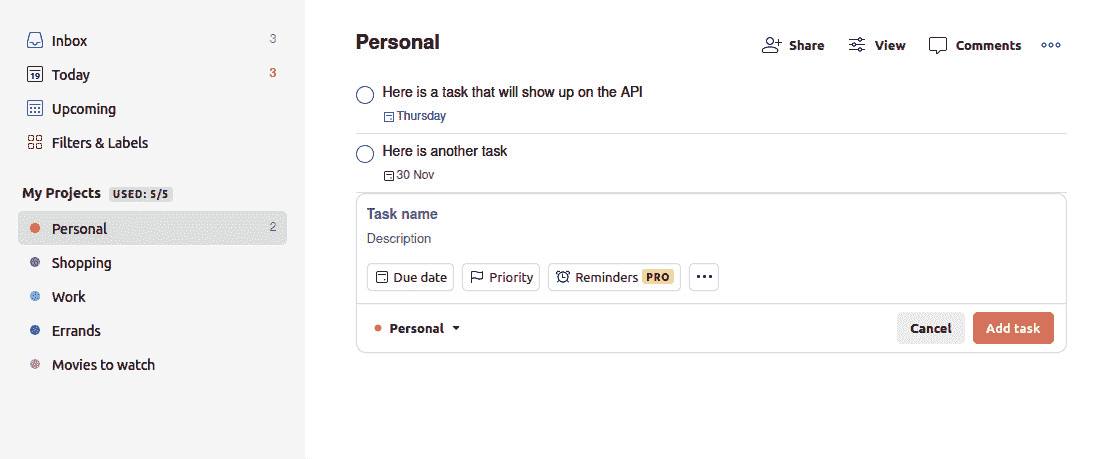 Inbox 3
19 Today 3
Upcoming
Filters & Labels
My Projects USED: 5/5
Personal 2
Shopping
Work
Errands
Movies to watch
Personal
Share View Comments
Here is a task that will show up on the API
Thursday
Here is another task
30 Nov
Task name
Description
Due date Priority Reminders PRO
Personal Cancel Add task